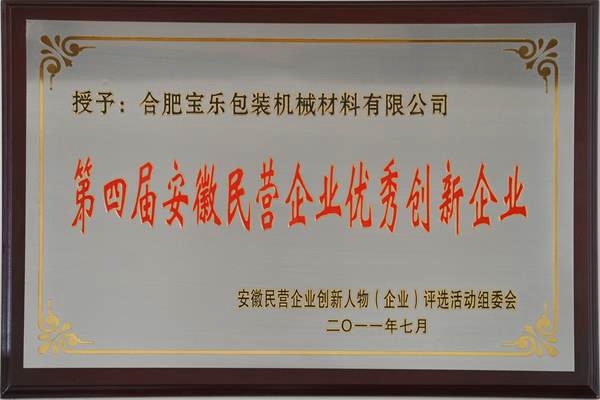 授予：合肥宝乐包装机械材料有限公司
第四届安徽民营企业优秀创新企业
安徽民营企业创新人物（企业）评选活动组委会
二〇一一年七月